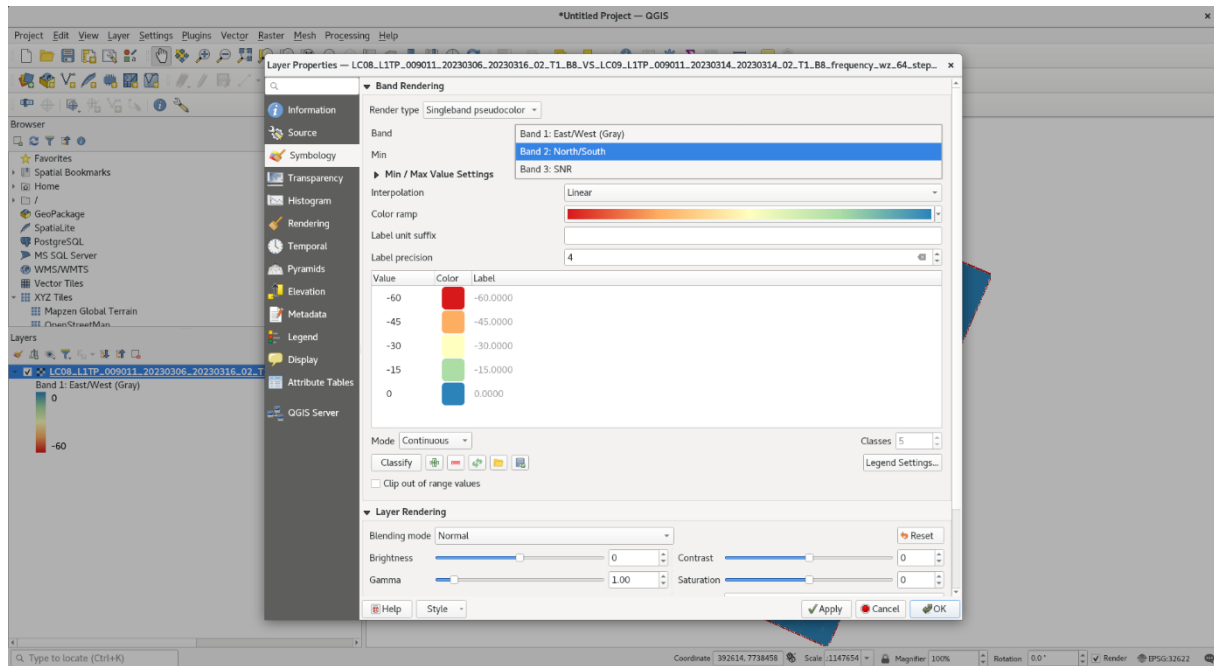 *Untitled Project — QGIS
Project Edit View Layer Settings Plugins Vector Raster Mesh Processing Help
Layer Properties — LC08_L1TP_009011_20230306_20230316_02_T1_B8_VS_LC09_L1TP_009011_20230314_20230314_02_T1_B8_frequency_wz_64_step…
Browser
Favorites
Spatial Bookmarks
Home
/
GeoPackage
SpatiaLite
PostgreSQL
MS SQL Server
WMS/WMTS
Vector Tiles
XYZ Tiles
Mapzen Global Terrain
OpenStreetMap
Layers
LC08_L1TP_009011_20230306_20230316_02_T
Band 1: East/West (Gray)
0
-60
Information
Source
Symbology
Transparency
Histogram
Rendering
Temporal
Pyramids
Elevation
Metadata
Legend
Display
Attribute Tables
QGIS Server
Band Rendering
Render type Singleband pseudocolor
Band
Band 1: East/West (Gray)
Band 2: North/South
Band 3: SNR
Min
Min / Max Value Settings
Interpolation Linear
Color ramp
Label unit suffix
Label precision 4
Value Color Label
-60 -60.0000
-45 -45.0000
-30 -30.0000
-15 -15.0000
0 0.0000
Mode Continuous Classes 5
Classify Legend Settings...
Clip out of range values
Layer Rendering
Blending mode Normal Reset
Brightness 0 Contrast 0
Gamma 1.00 Saturation 0
Help Style Apply Cancel OK
Type to locate (Ctrl+K) Coordinate 392614, 7738458 Scale :1147654 Magnifier 100% Rotation 0.0 ° Render EPSG:32622